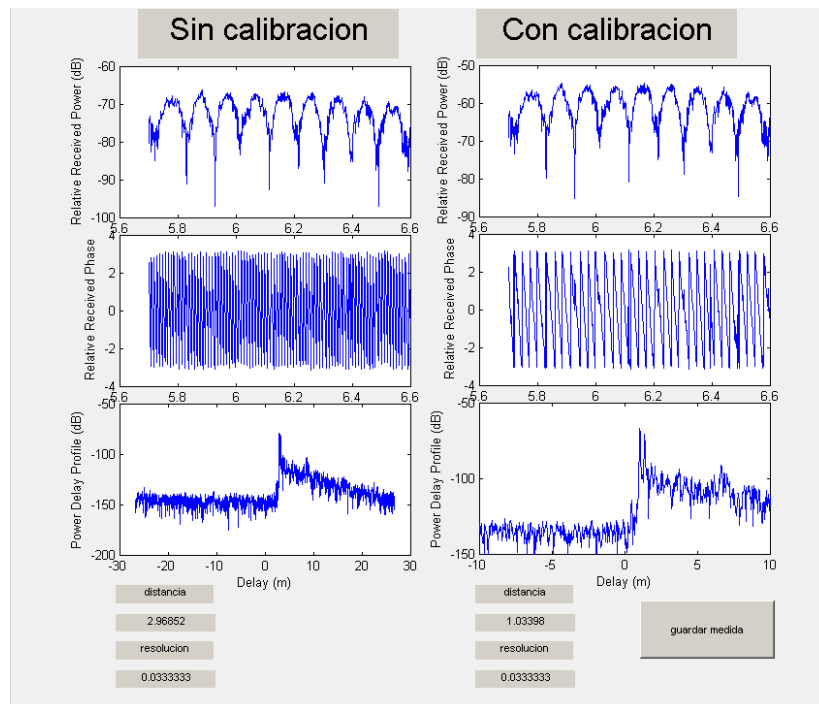 Sin calibracion
Con calibracion
Relative Received Power (dB)
-60
-70
-80
-90
-100
5.6 5.8 6 6.2 6.4 6.6
Relative Received Power (dB)
-50
-60
-70
-80
-90
5.6 5.8 6 6.2 6.4 6.6
Relative Received Phase
4
2
0
-2
-4
5.6 5.8 6 6.2 6.4 6.6
Relative Received Phase
4
2
0
-2
-4
5.6 5.8 6 6.2 6.4 6.6
Power Delay Profile (dB)
-50
-100
-150
-200
-30 -20 -10 0 10 20 30
Delay (m)
Power Delay Profile (dB)
-50
-100
-150
-10 -5 0 5 10
Delay (m)
distancia
2.96852
resolucion
0.0333333
distancia
1.03398
resolucion
0.0333333
guardar medida